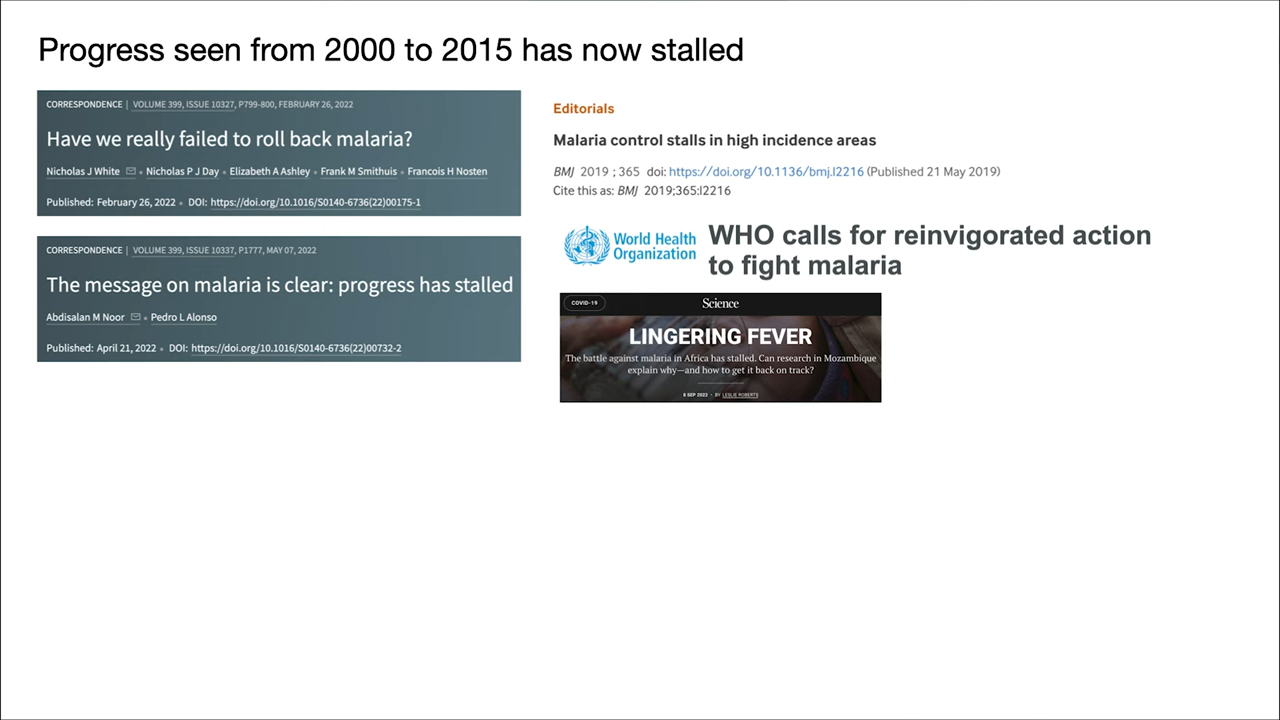 Progress seen from 2000 to 2015 has now stalled
CORRESPONDENCE | VOLUME 399, ISSUE 10327, P799-800, FEBRUARY 26, 2022
Have we really failed to roll back malaria?
Nicholas J White • Nicholas P J Day • Elizabeth A Ashley • Frank M Smithuis • Francois H Nosten
Published: February 26, 2022 • DOI: https://doi.org/10.1016/S0140-6736(22)00175-1
CORRESPONDENCE | VOLUME 399, ISSUE 10337, P1777, MAY 07, 2022
The message on malaria is clear: progress has stalled
Abdisalan M Noor • Pedro L Alonso
Published: April 21, 2022 • DOI: https://doi.org/10.1016/S0140-6736(22)00732-2
Editorials
Malaria control stalls in high incidence areas
BMJ 2019 ; 365 doi: https://doi.org/10.1136/bmj.l2216 (Published 21 May 2019)
Cite this as: BMJ 2019;365:l2216
World Health
Organization
WHO calls for reinvigorated action
to fight malaria
COVID-19
Science
LINGERING FEVER
The battle against malaria in Africa has stalled. Can research in Mozambique
explain why—and how to get it back on track?
8 SEP 2022 • BY LESLIE ROBERTS